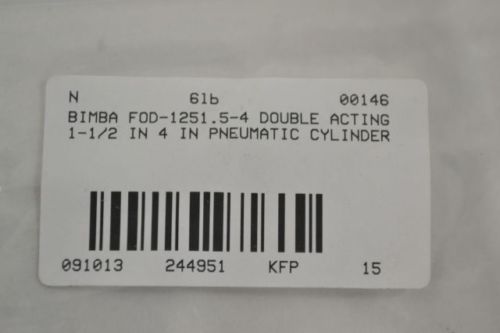 N 6lb 00146
BIMBA FOD-1251.5-4 DOUBLE ACTING
1-1/2 IN 4 IN PNEUMATIC CYLINDER
091013 244951 KFP 15